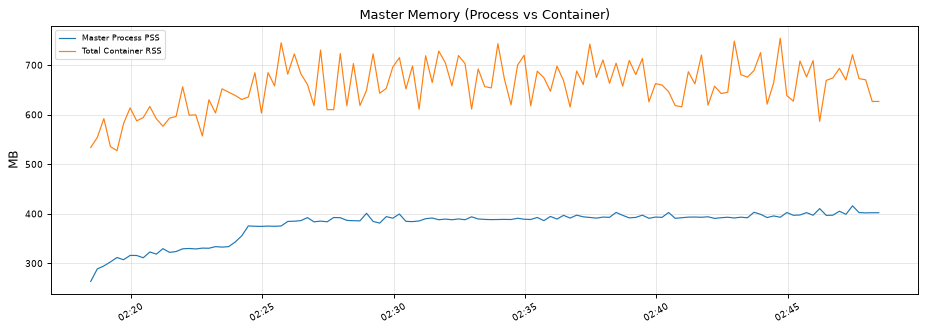 Master Memory (Process vs Container)
Master Process PSS
Total Container RSS
MB
700
600
500
400
300
02:20
02:25
02:30
02:35
02:40
02:45